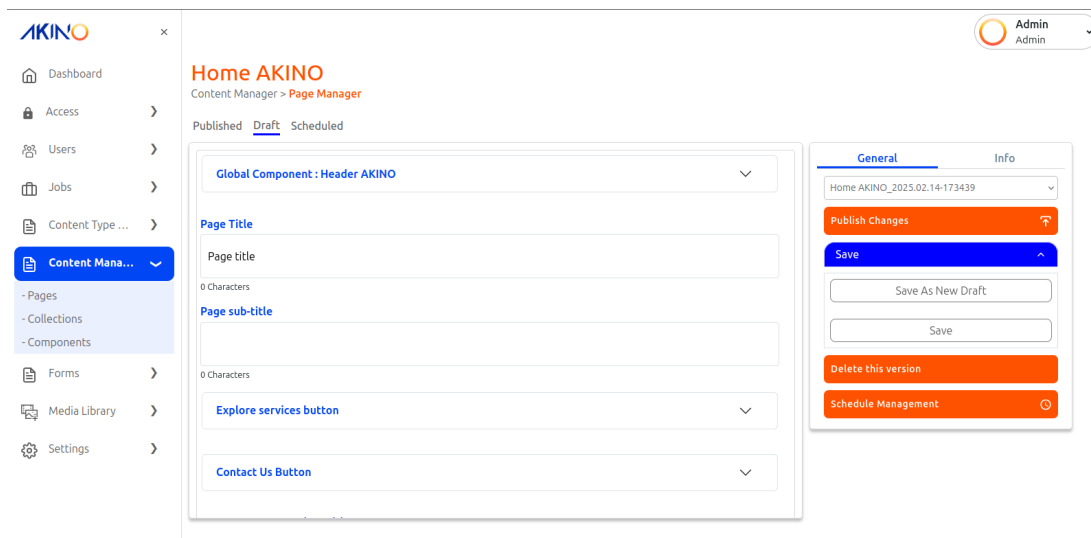 AKINO
×
Admin
Admin
Dashboard
Access
Users
Jobs
Content Type ...
Content Mana...
- Pages
- Collections
- Components
Forms
Media Library
Settings
Home AKINO
Content Manager > Page Manager
Published Draft Scheduled
Global Component : Header AKINO
Page Title
Page title
0 Characters
Page sub-title
0 Characters
Explore services button
Contact Us Button
General Info
Home AKINO_2025.02.14-173439
Publish Changes
Save
Save As New Draft
Save
Delete this version
Schedule Management